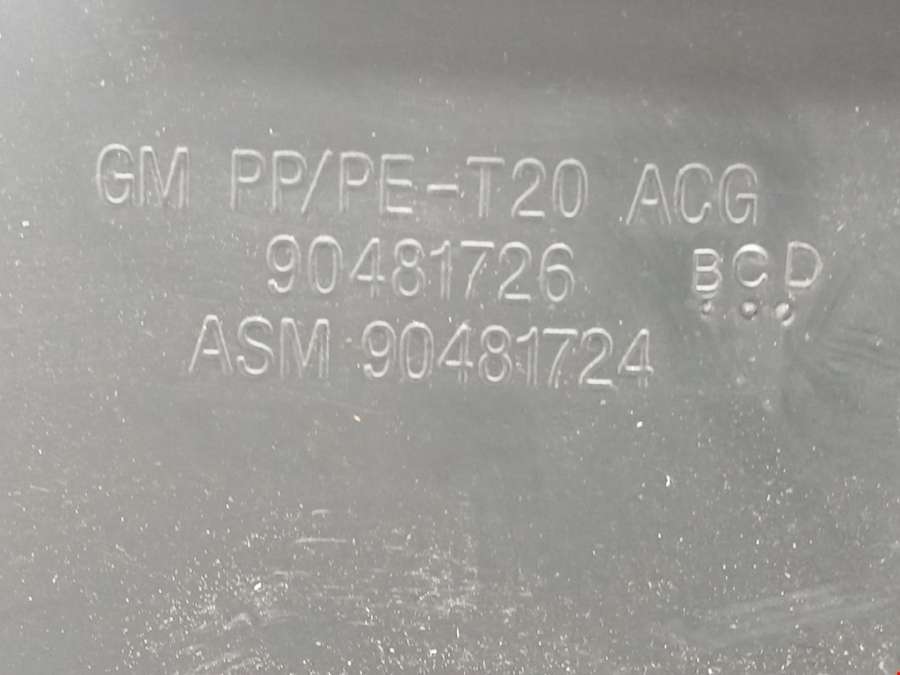 GM PP/PE-T20 ACG
90481726 BCD
ASM 90481724